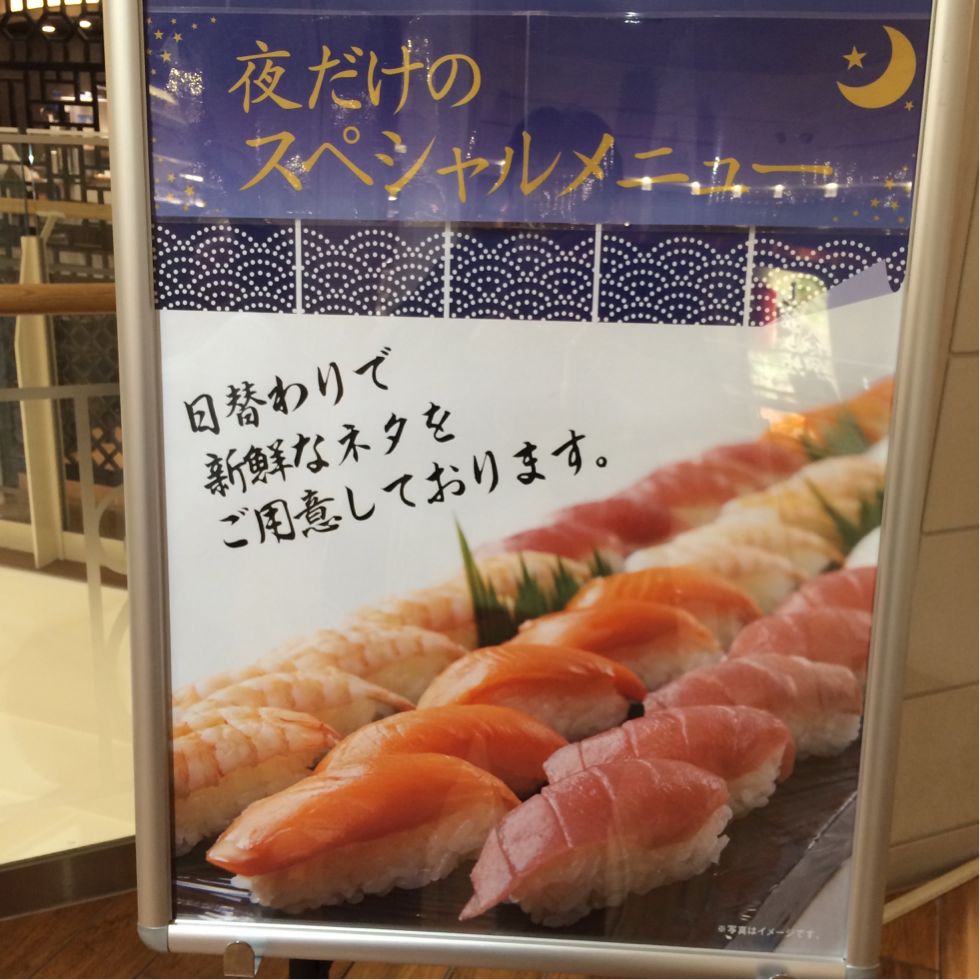 夜だけの
スペシャルメニュー
日替わりで
新鮮なネタを
ご用意しております。
※写真はイメージです。